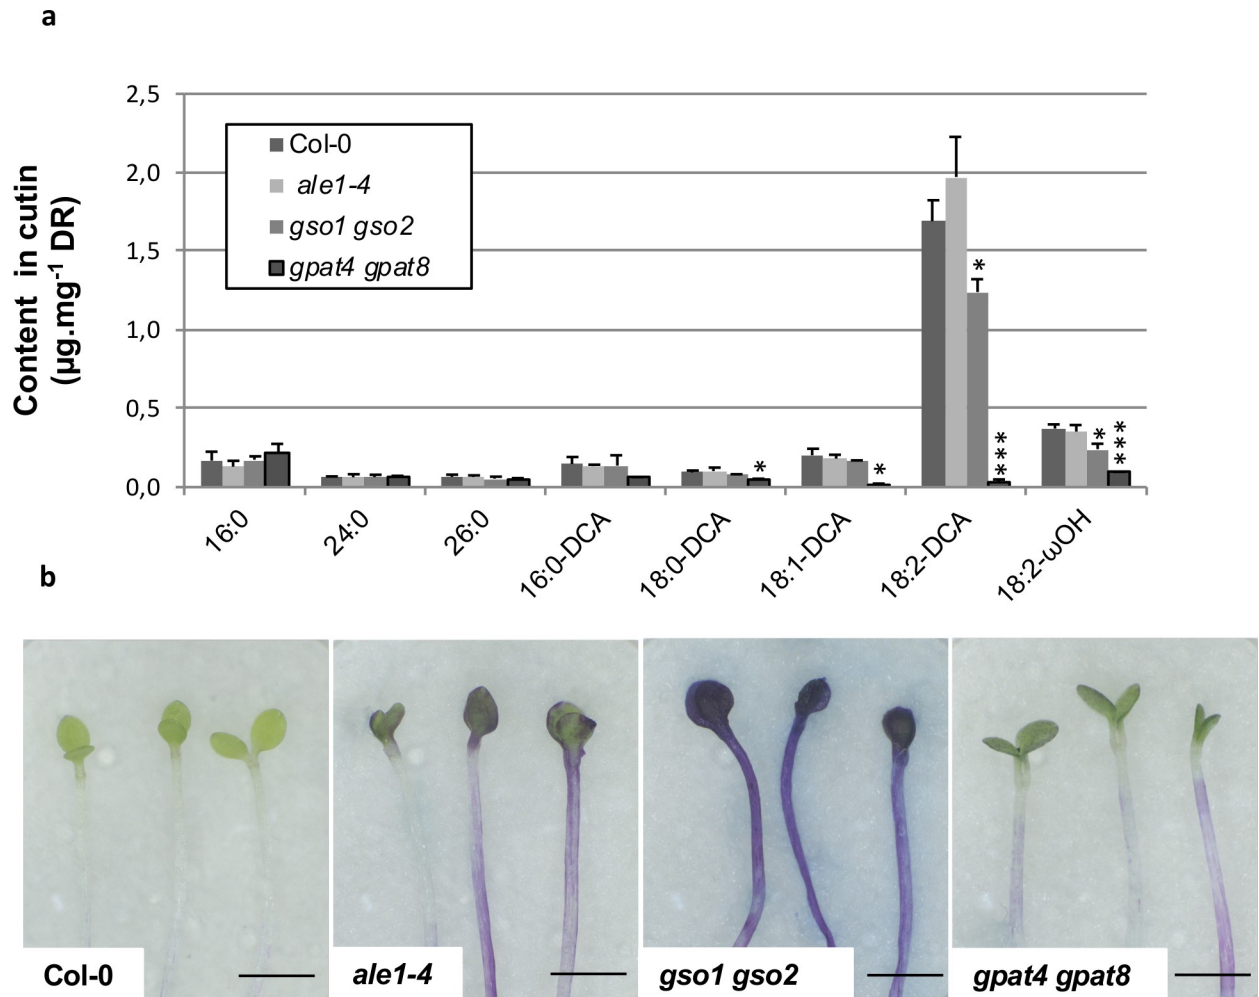 a
2,5
2,0
1,5
1,0
0,5
0,0
Content in cutin
(µg.mg⁻¹ DR)
Col-0
ale1-4
gso1 gso2
gpat4 gpat8
*
*
*
***
*
***
16:0
24:0
26:0
16:0-DCA
18:0-DCA
18:1-DCA
18:2-DCA
18:2-ωOH
b
Col-0
ale1-4
gso1 gso2
gpat4 gpat8